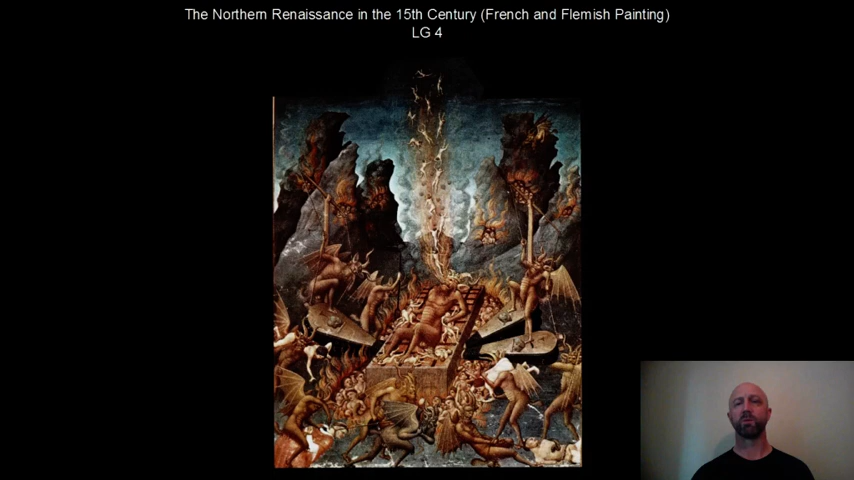 The Northern Renaissance in the 15th Century (French and Flemish Painting)
LG 4